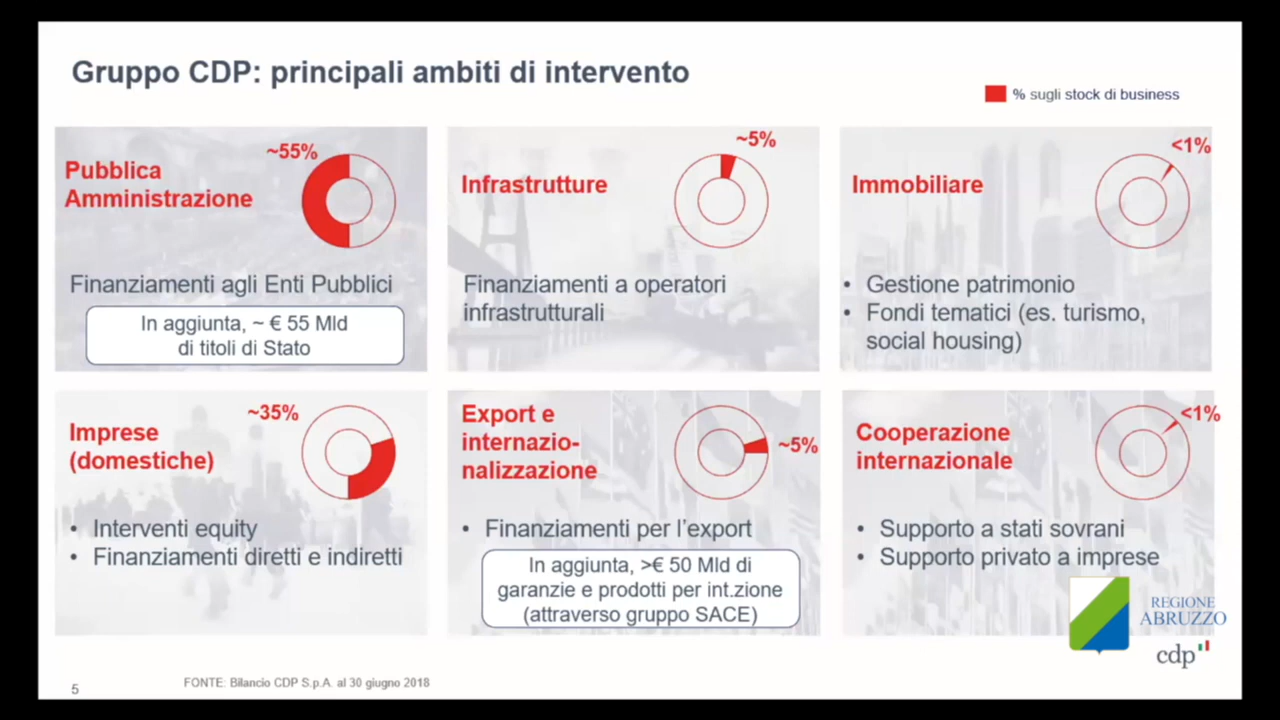 Gruppo CDP: principali ambiti di intervento
% sugli stock di business
Pubblica
Amministrazione
~55%
Finanziamenti agli Enti Pubblici
In aggiunta, ~ € 55 Mld
di titoli di Stato
Infrastrutture
~5%
Finanziamenti a operatori
infrastrutturali
Immobiliare
<1%
• Gestione patrimonio
• Fondi tematici (es. turismo,
social housing)
Imprese
(domestiche)
~35%
• Interventi equity
• Finanziamenti diretti e indiretti
Export e
internazio-
nalizzazione
~5%
• Finanziamenti per l'export
In aggiunta, >€ 50 Mld di
garanzie e prodotti per int.zione
(attraverso gruppo SACE)
Cooperazione
internazionale
<1%
• Supporto a stati sovrani
• Supporto privato a imprese
REGIONE
ABRUZZO
cdp
5
FONTE: Bilancio CDP S.p.A. al 30 giugno 2018